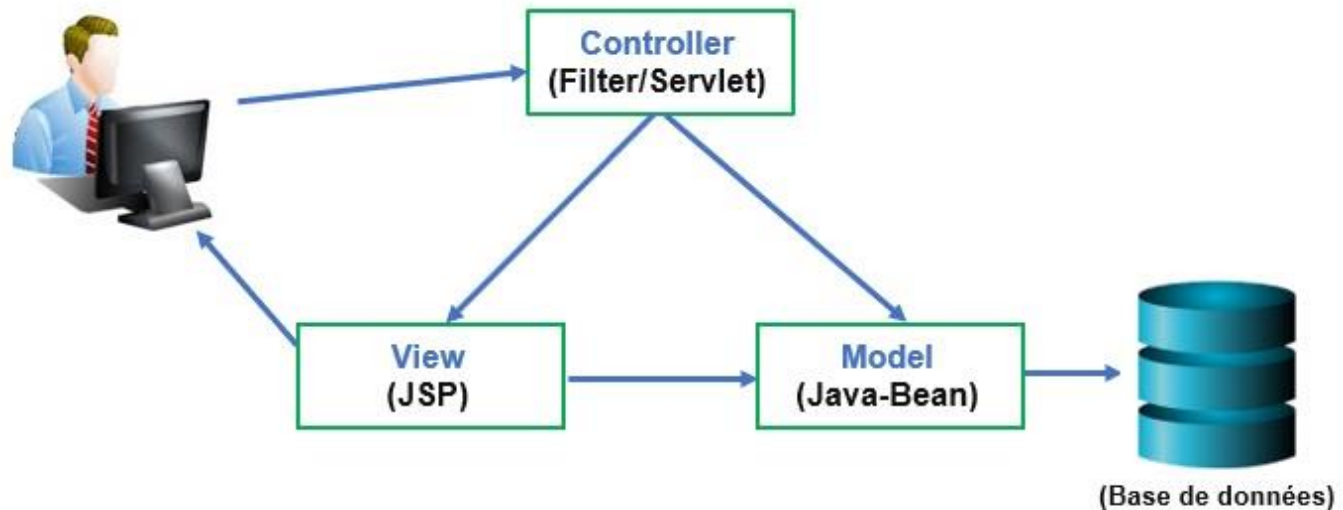 Controller
(Filter/Servlet)
View
(JSP)
Model
(Java-Bean)
(Base de données)